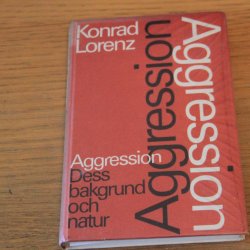 Konrad
Lorenz
Aggression
Dess
bakgrund
och
natur
Aggression
Aggression